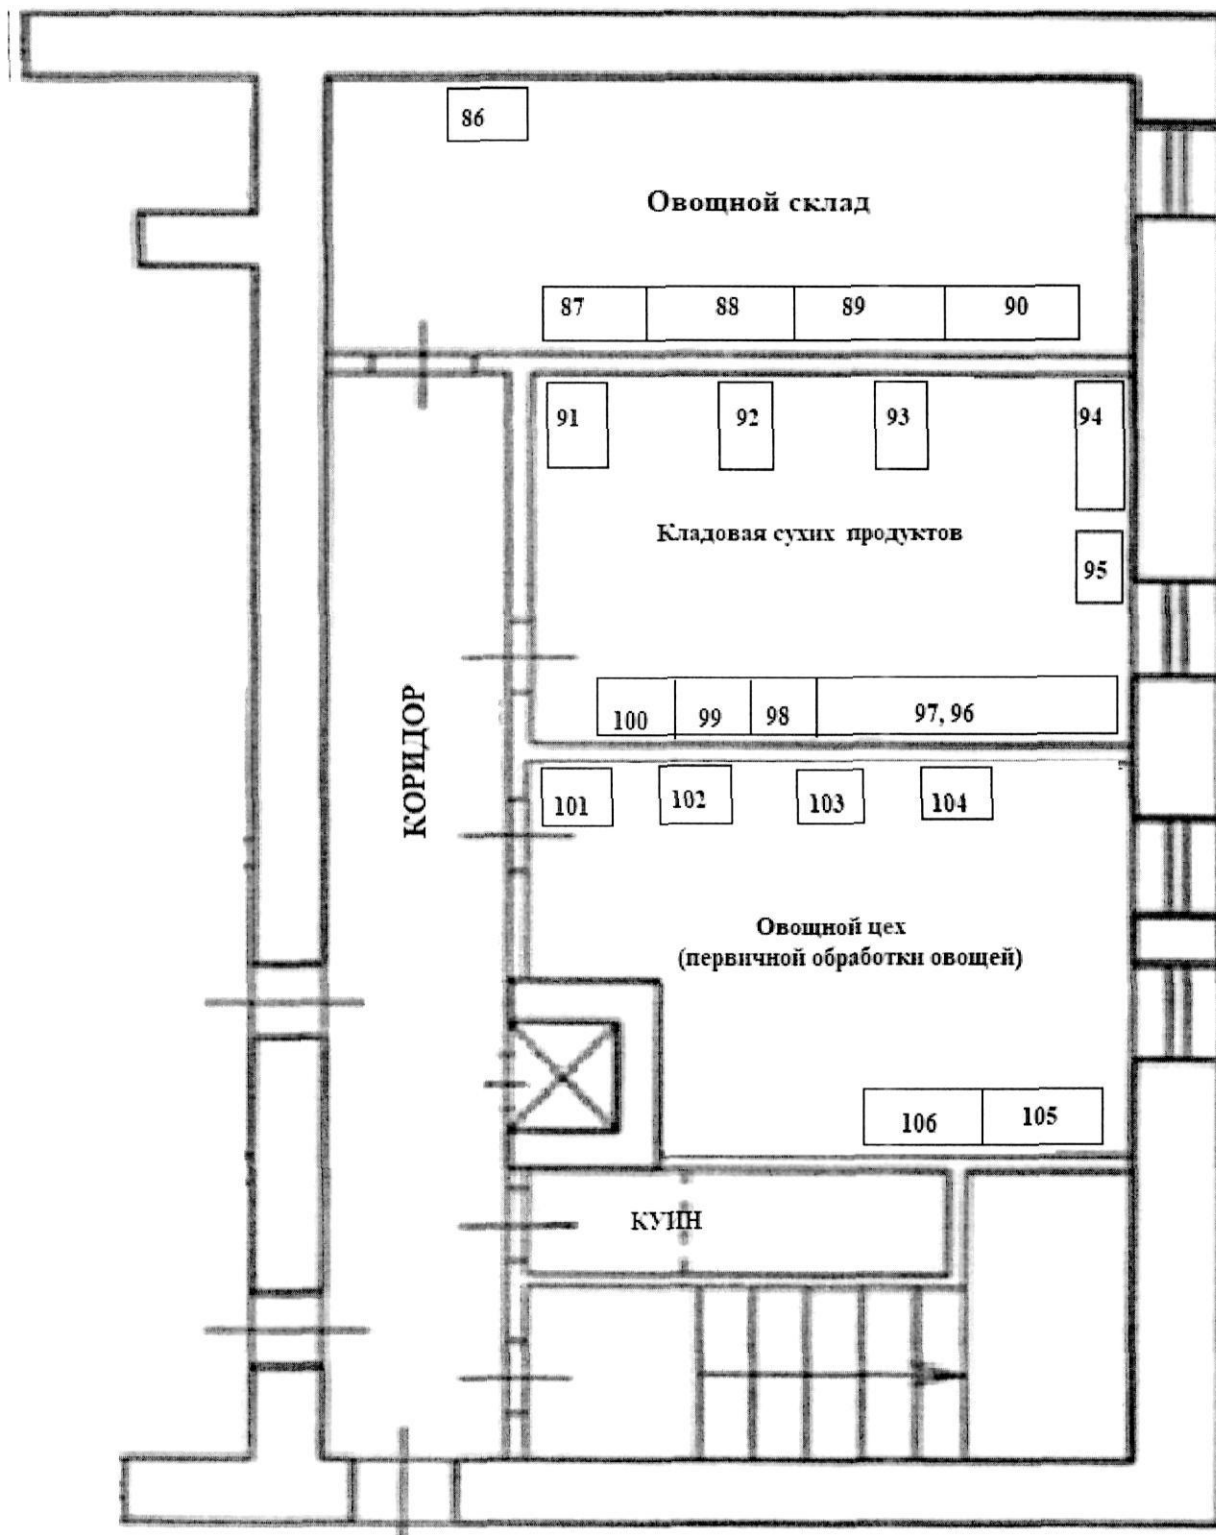 86
Овощной склад
87 88 89 90
91 92 93 94
Кладовая сухих продуктов
95
100 99 98 97, 96
КОРИДОР
101 102 103 104
Овощной цех
(первичной обработки овощей)
106 105
КУИН